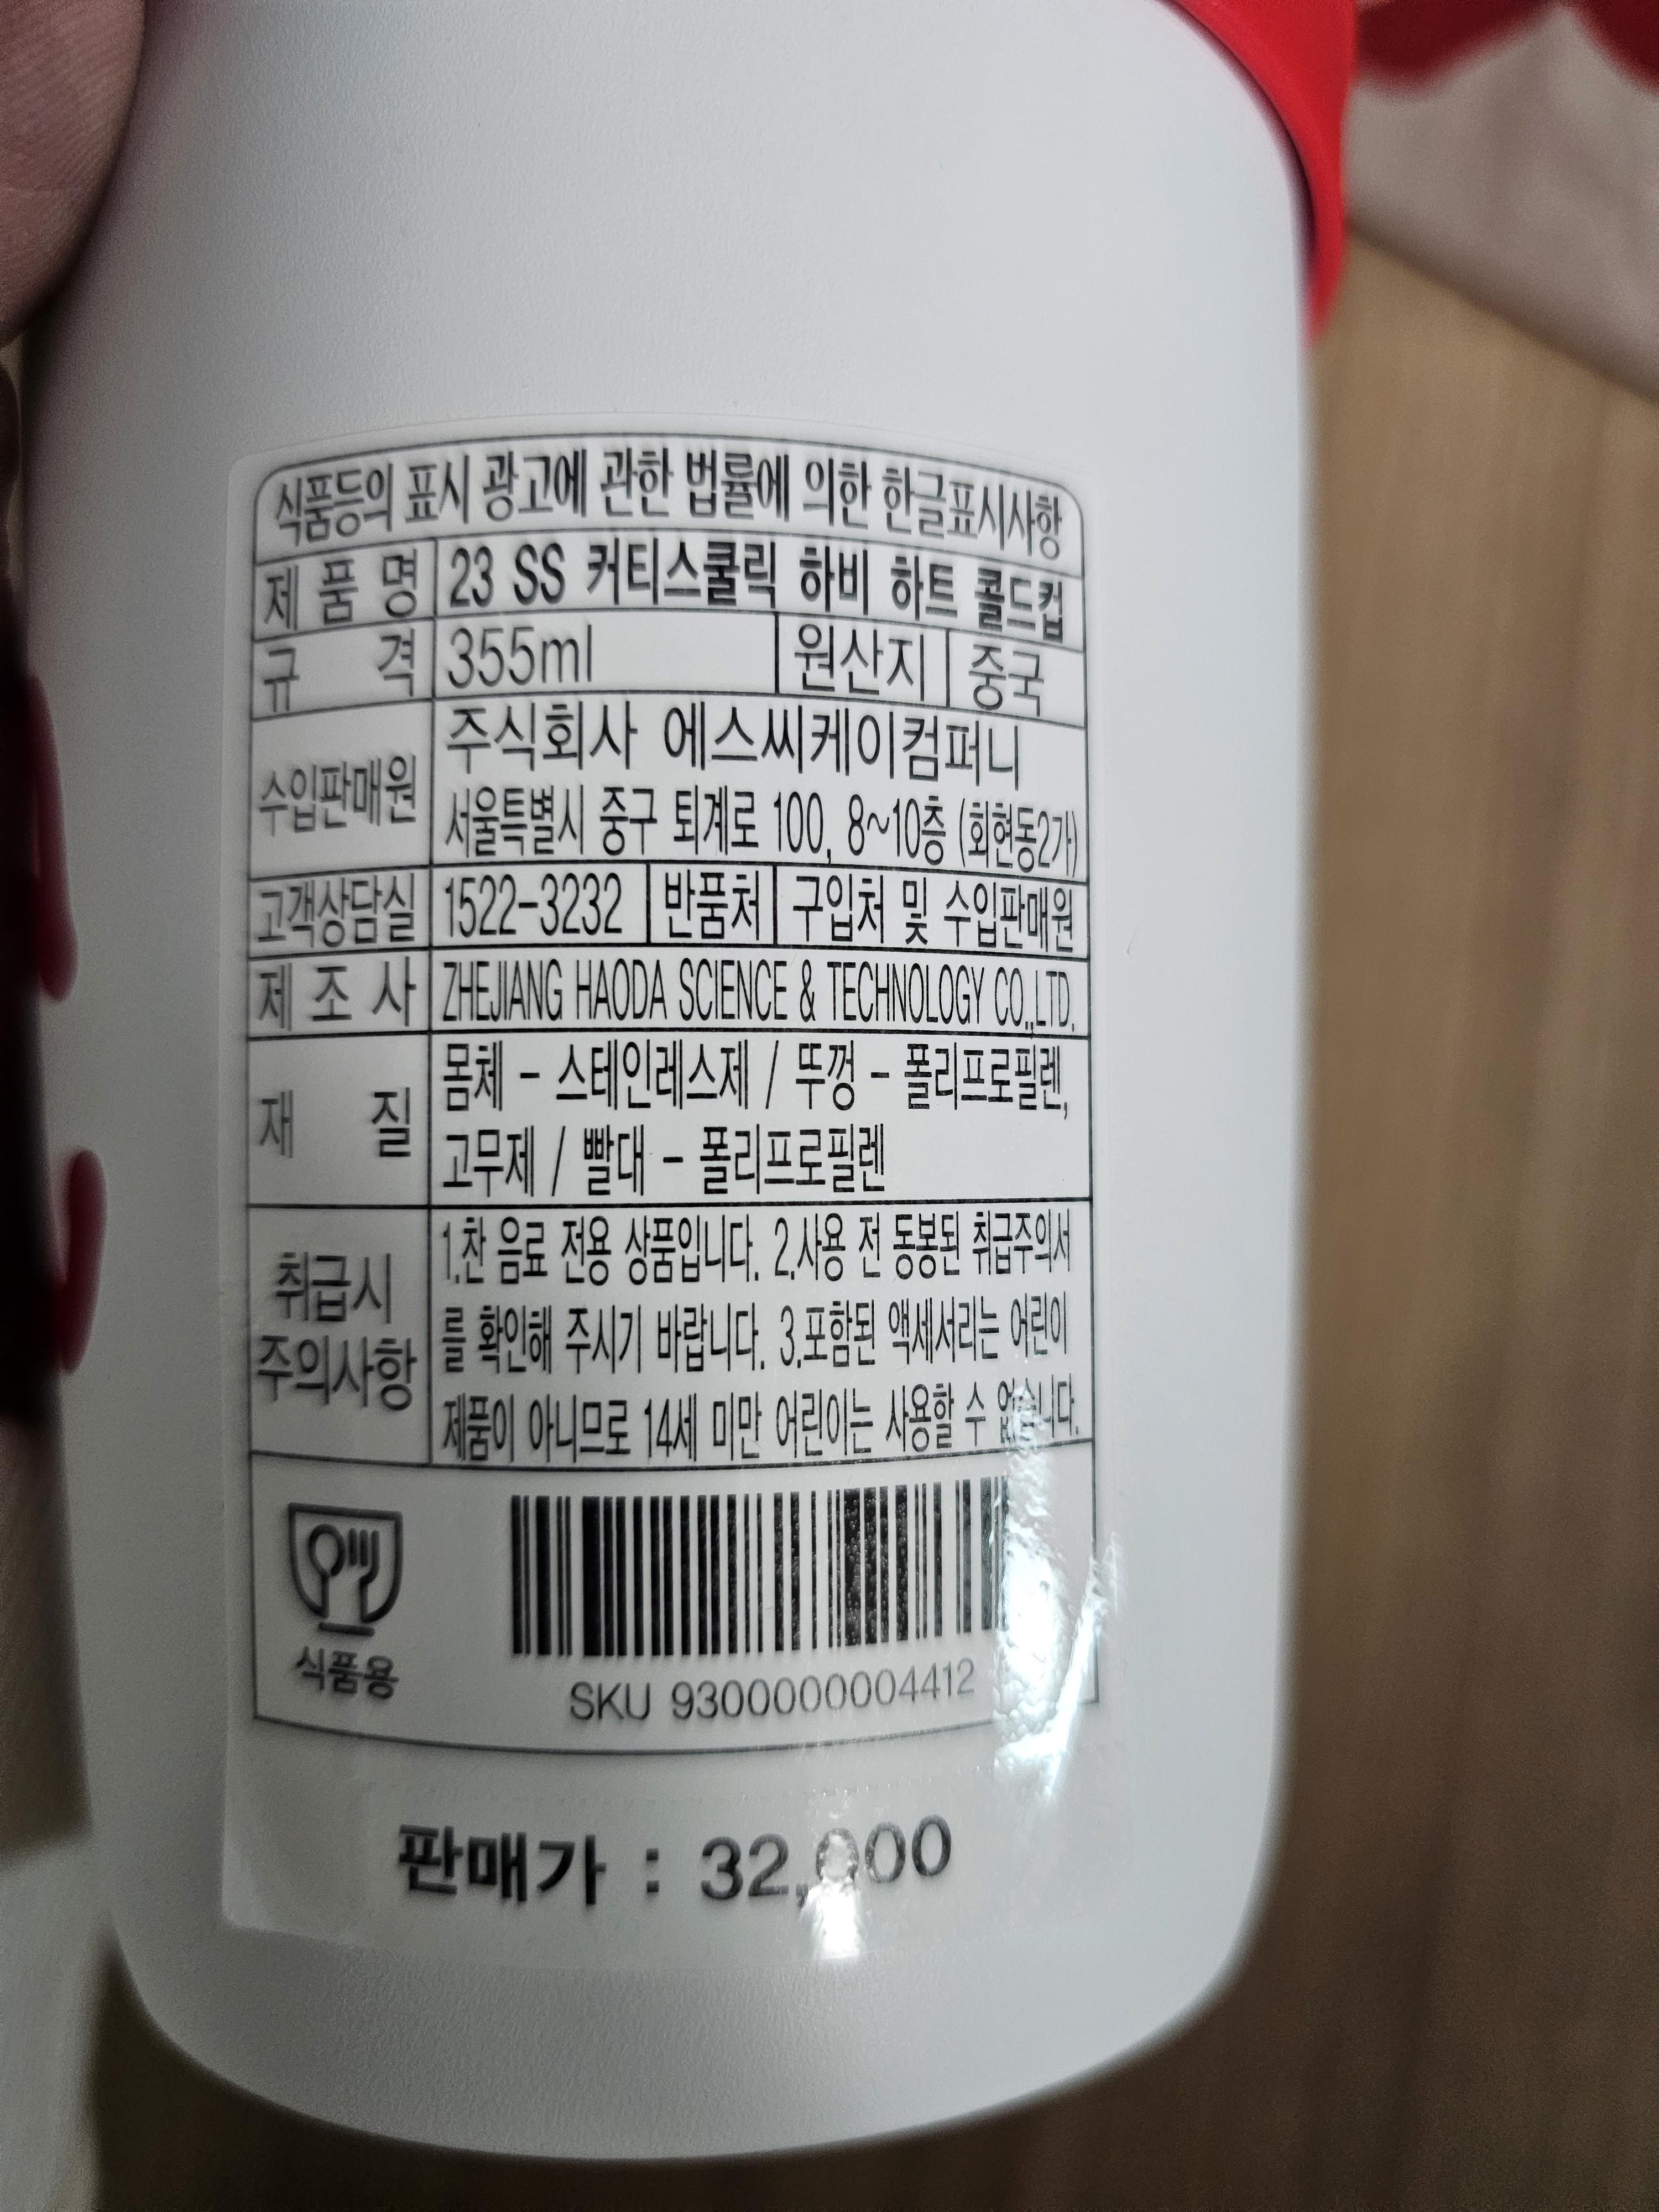 식품등의 표시 광고에 관한 법률에 의한 한글표시사항
제 품 명 23 SS 커티스쿨릭 하비 하트 콜드컵
규 격 355ml 원산지 중국
수입판매원 주식회사 에스씨케이컴퍼니
서울특별시 중구 퇴계로 100, 8~10층 (회현동2가)
고객상담실 1522-3232 반품처 구입처 및 수입판매원
제 조 사 ZHEJIANG HAODA SCIENCE & TECHNOLOGY CO.,LTD.
재 질 몸체 - 스테인레스제 / 뚜껑 - 폴리프로필렌,
고무제 / 빨대 - 폴리프로필렌
취급시 주의사항 1.찬 음료 전용 상품입니다. 2.사용 전 동봉된 취급주의서
를 확인해 주시기 바랍니다. 3.포함된 액세서리는 어린이
제품이 아니므로 14세 미만 어린이는 사용할 수 없습니다.
식품용
SKU 9300000004412
판매가 : 32,000